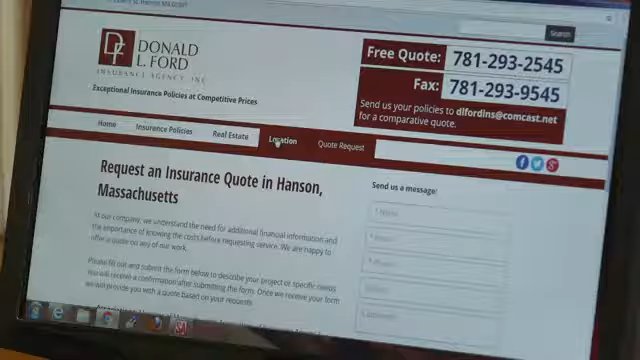 Search
DF
DONALD
L. FORD
INSURANCE AGENCY, INC
Exceptional Insurance Policies at Competitive Prices
Free Quote: 781-293-2545
Fax: 781-293-9545
Send us your policies to dlfordins@comcast.net
for a comparative quote.
Home Insurance Policies Real Estate Location Quote Request
Request an Insurance Quote in Hanson,
Massachusetts
At our company, we understand the need for additional financial information and
the importance of knowing the costs before requesting service. We are happy to
offer a quote on any of our work.
Please fill out and submit the form below to describe your project or specific needs
You will receive a confirmation after submitting the form. Once we receive your form
we will provide you with a quote based on your requests.
Send us a message!
* Name